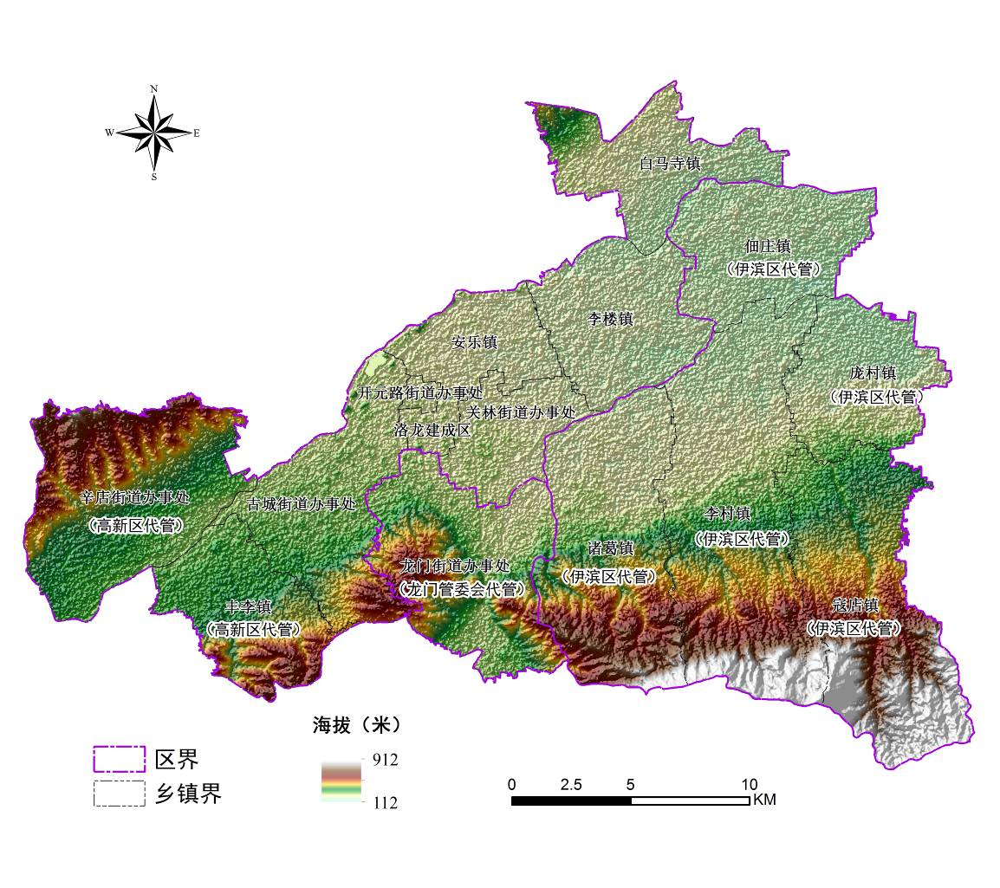 N
W
E
S
白马寺镇
佃庄镇
(伊滨区代管)
李楼镇
安乐镇
庞村镇
(伊滨区代管)
开元路街道办事处
关林街道办事处
洛龙建成区
辛店街道办事处
(高新区代管)
古城街道办事处
李村镇
(伊滨区代管)
诸葛镇
(伊滨区代管)
龙门街道办事处
(龙门管委会代管)
丰李镇
(高新区代管)
寇店镇
(伊滨区代管)
海拔（米）
912
112
区界
乡镇界
0 2.5 5 10
KM